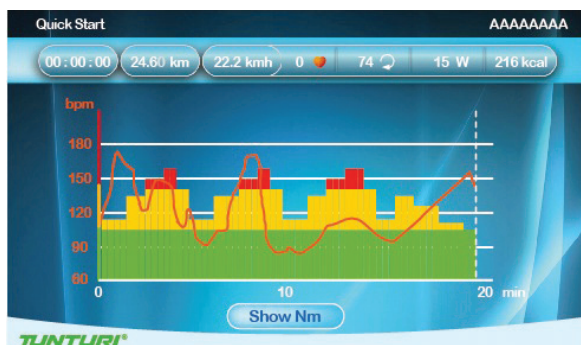 Quick Start AAAAAAAA
00:00:00 24.60 km 22.2 kmh 0 74 15 W 216 kcal
bpm
180
150
120
90
60
0 10 20 min
Show Nm
TUNTURI®